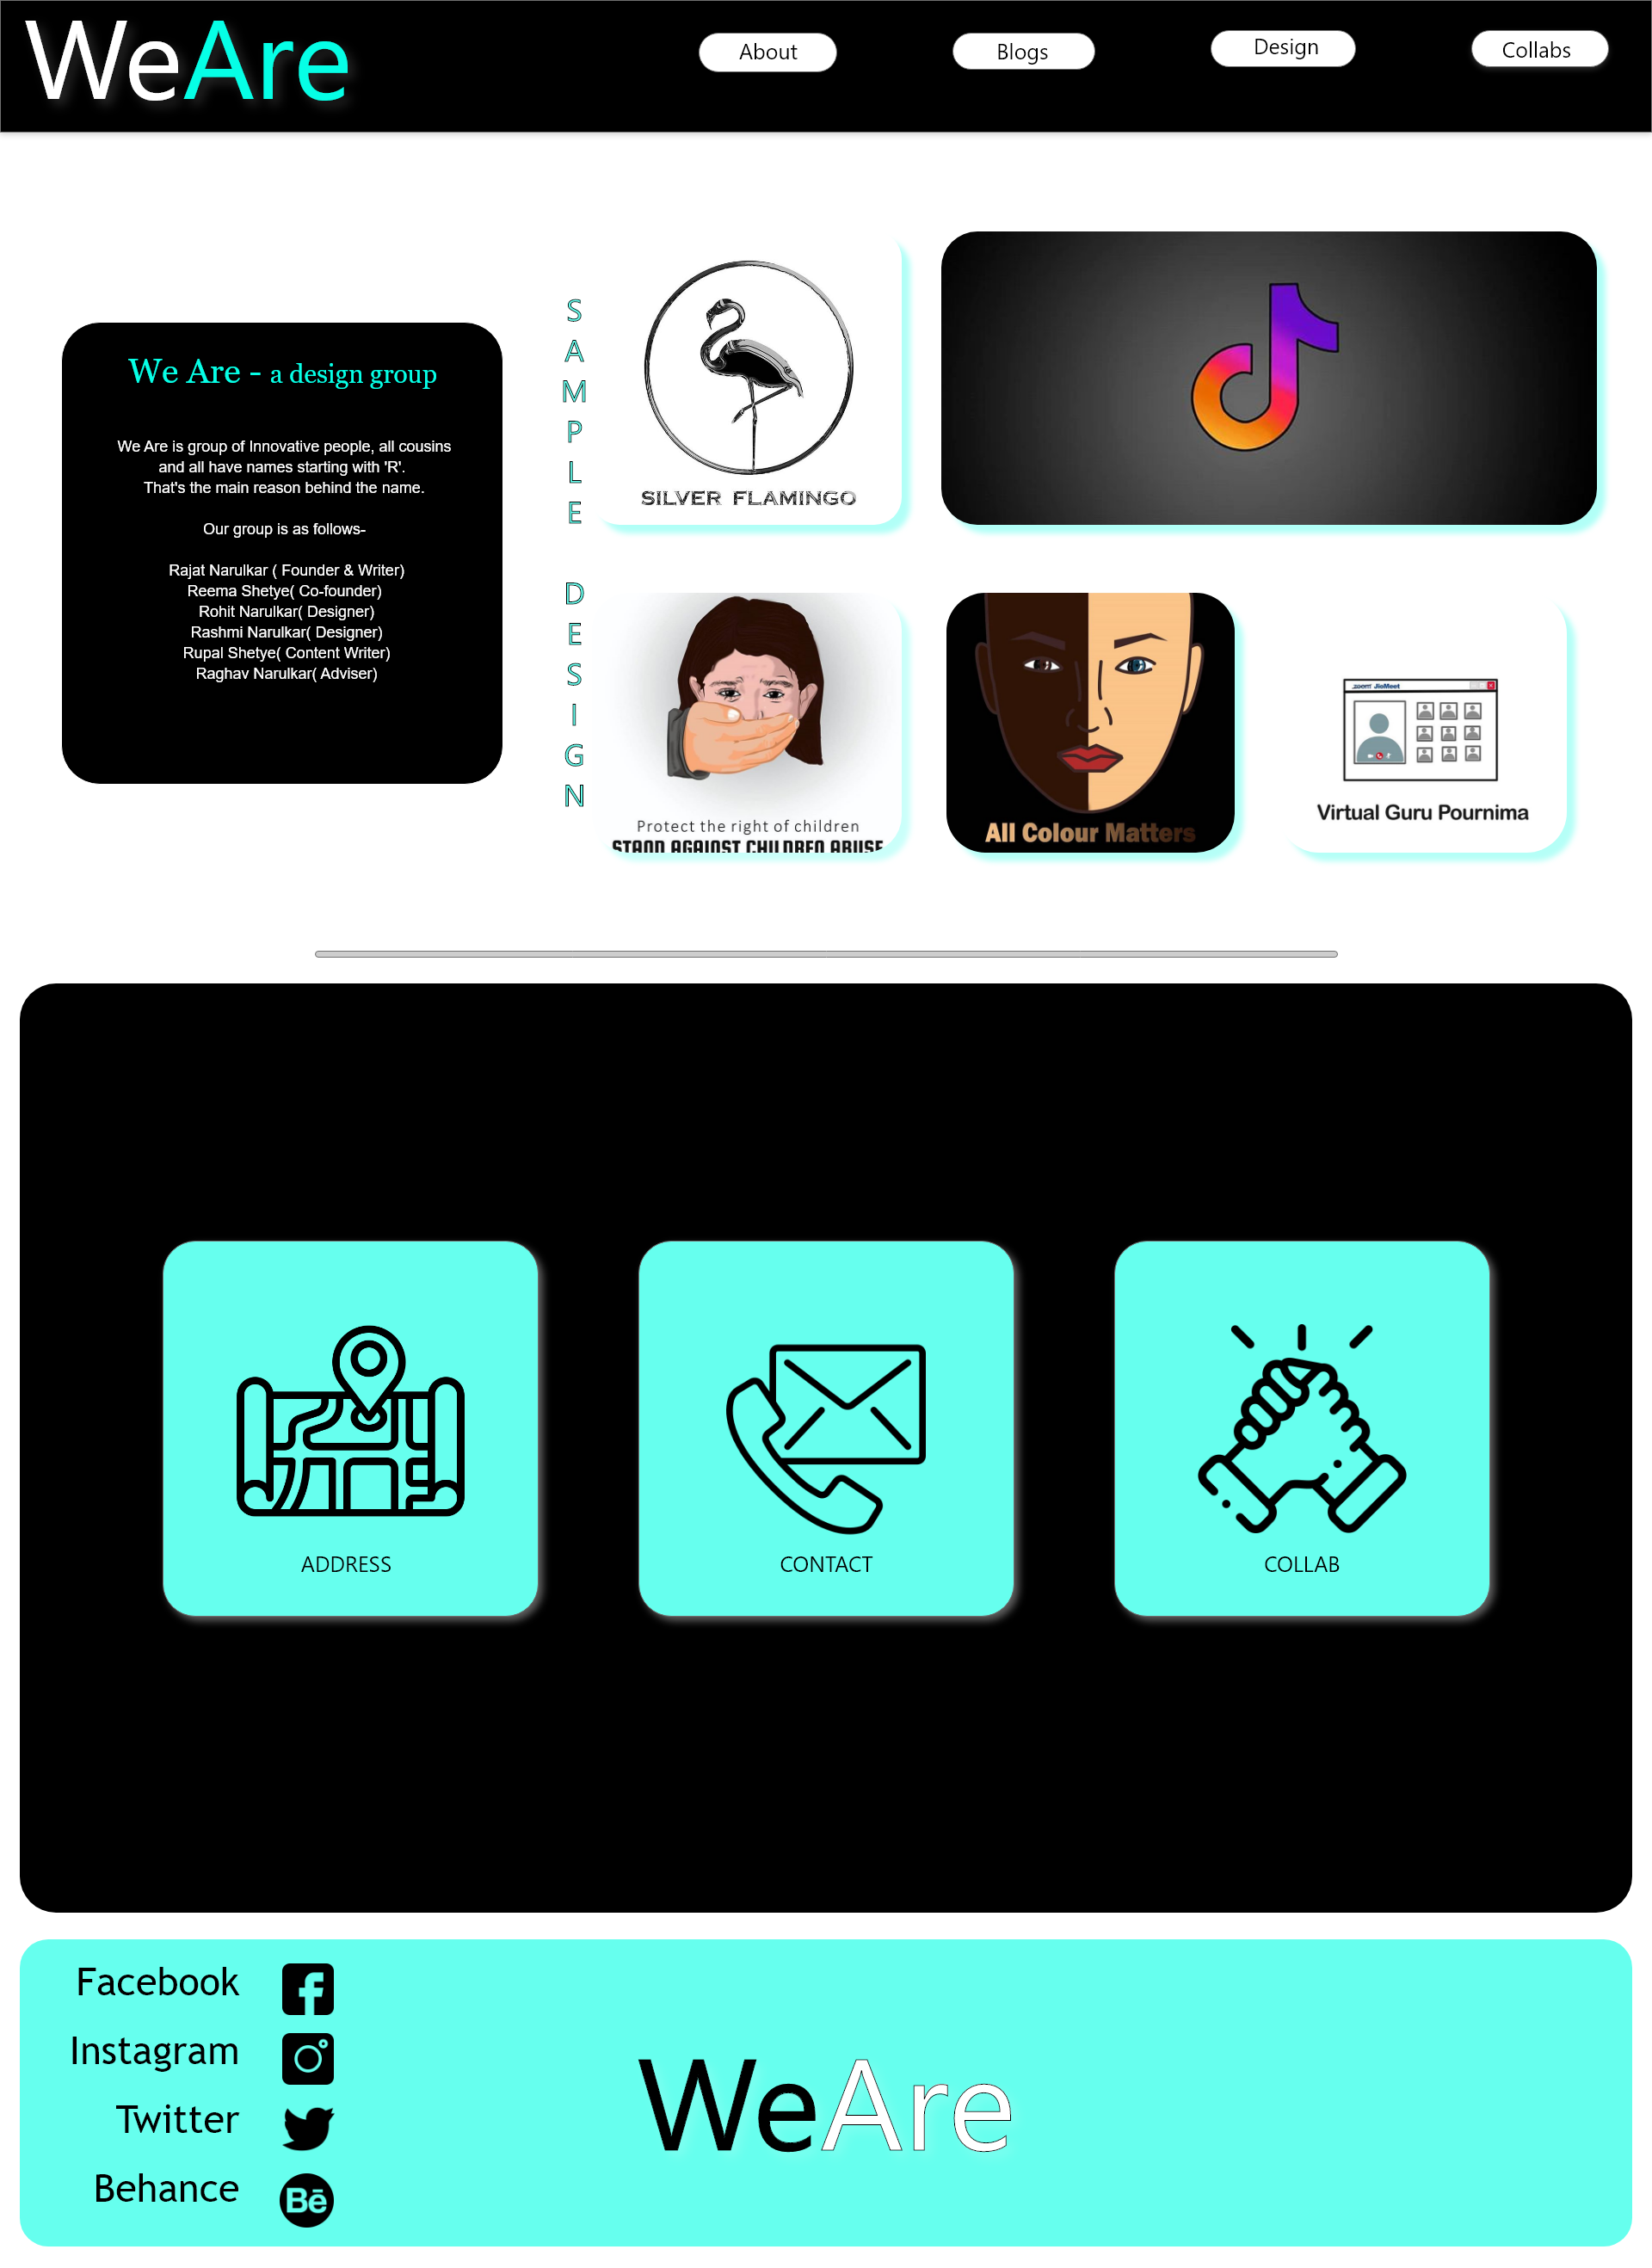 WeAre
About
Blogs
Design
Collabs
We Are - a design group
We Are is group of Innovative people, all cousins
and all have names starting with 'R'.
That's the main reason behind the name.
Our group is as follows-
Rajat Narulkar ( Founder & Writer)
Reema Shetye( Co-founder)
Rohit Narulkar( Designer)
Rashmi Narulkar( Designer)
Rupal Shetye( Content Writer)
Raghav Narulkar( Adviser)
SAMPLE DESIGN
SILVER FLAMINGO
Protect the right of children
STAND AGAINST CHILDREN ABUSE
All Colour Matters
zoom JioMeet
Virtual Guru Pournima
ADDRESS
CONTACT
COLLAB
Facebook
Instagram
Twitter
Behance
Bē
WeAre